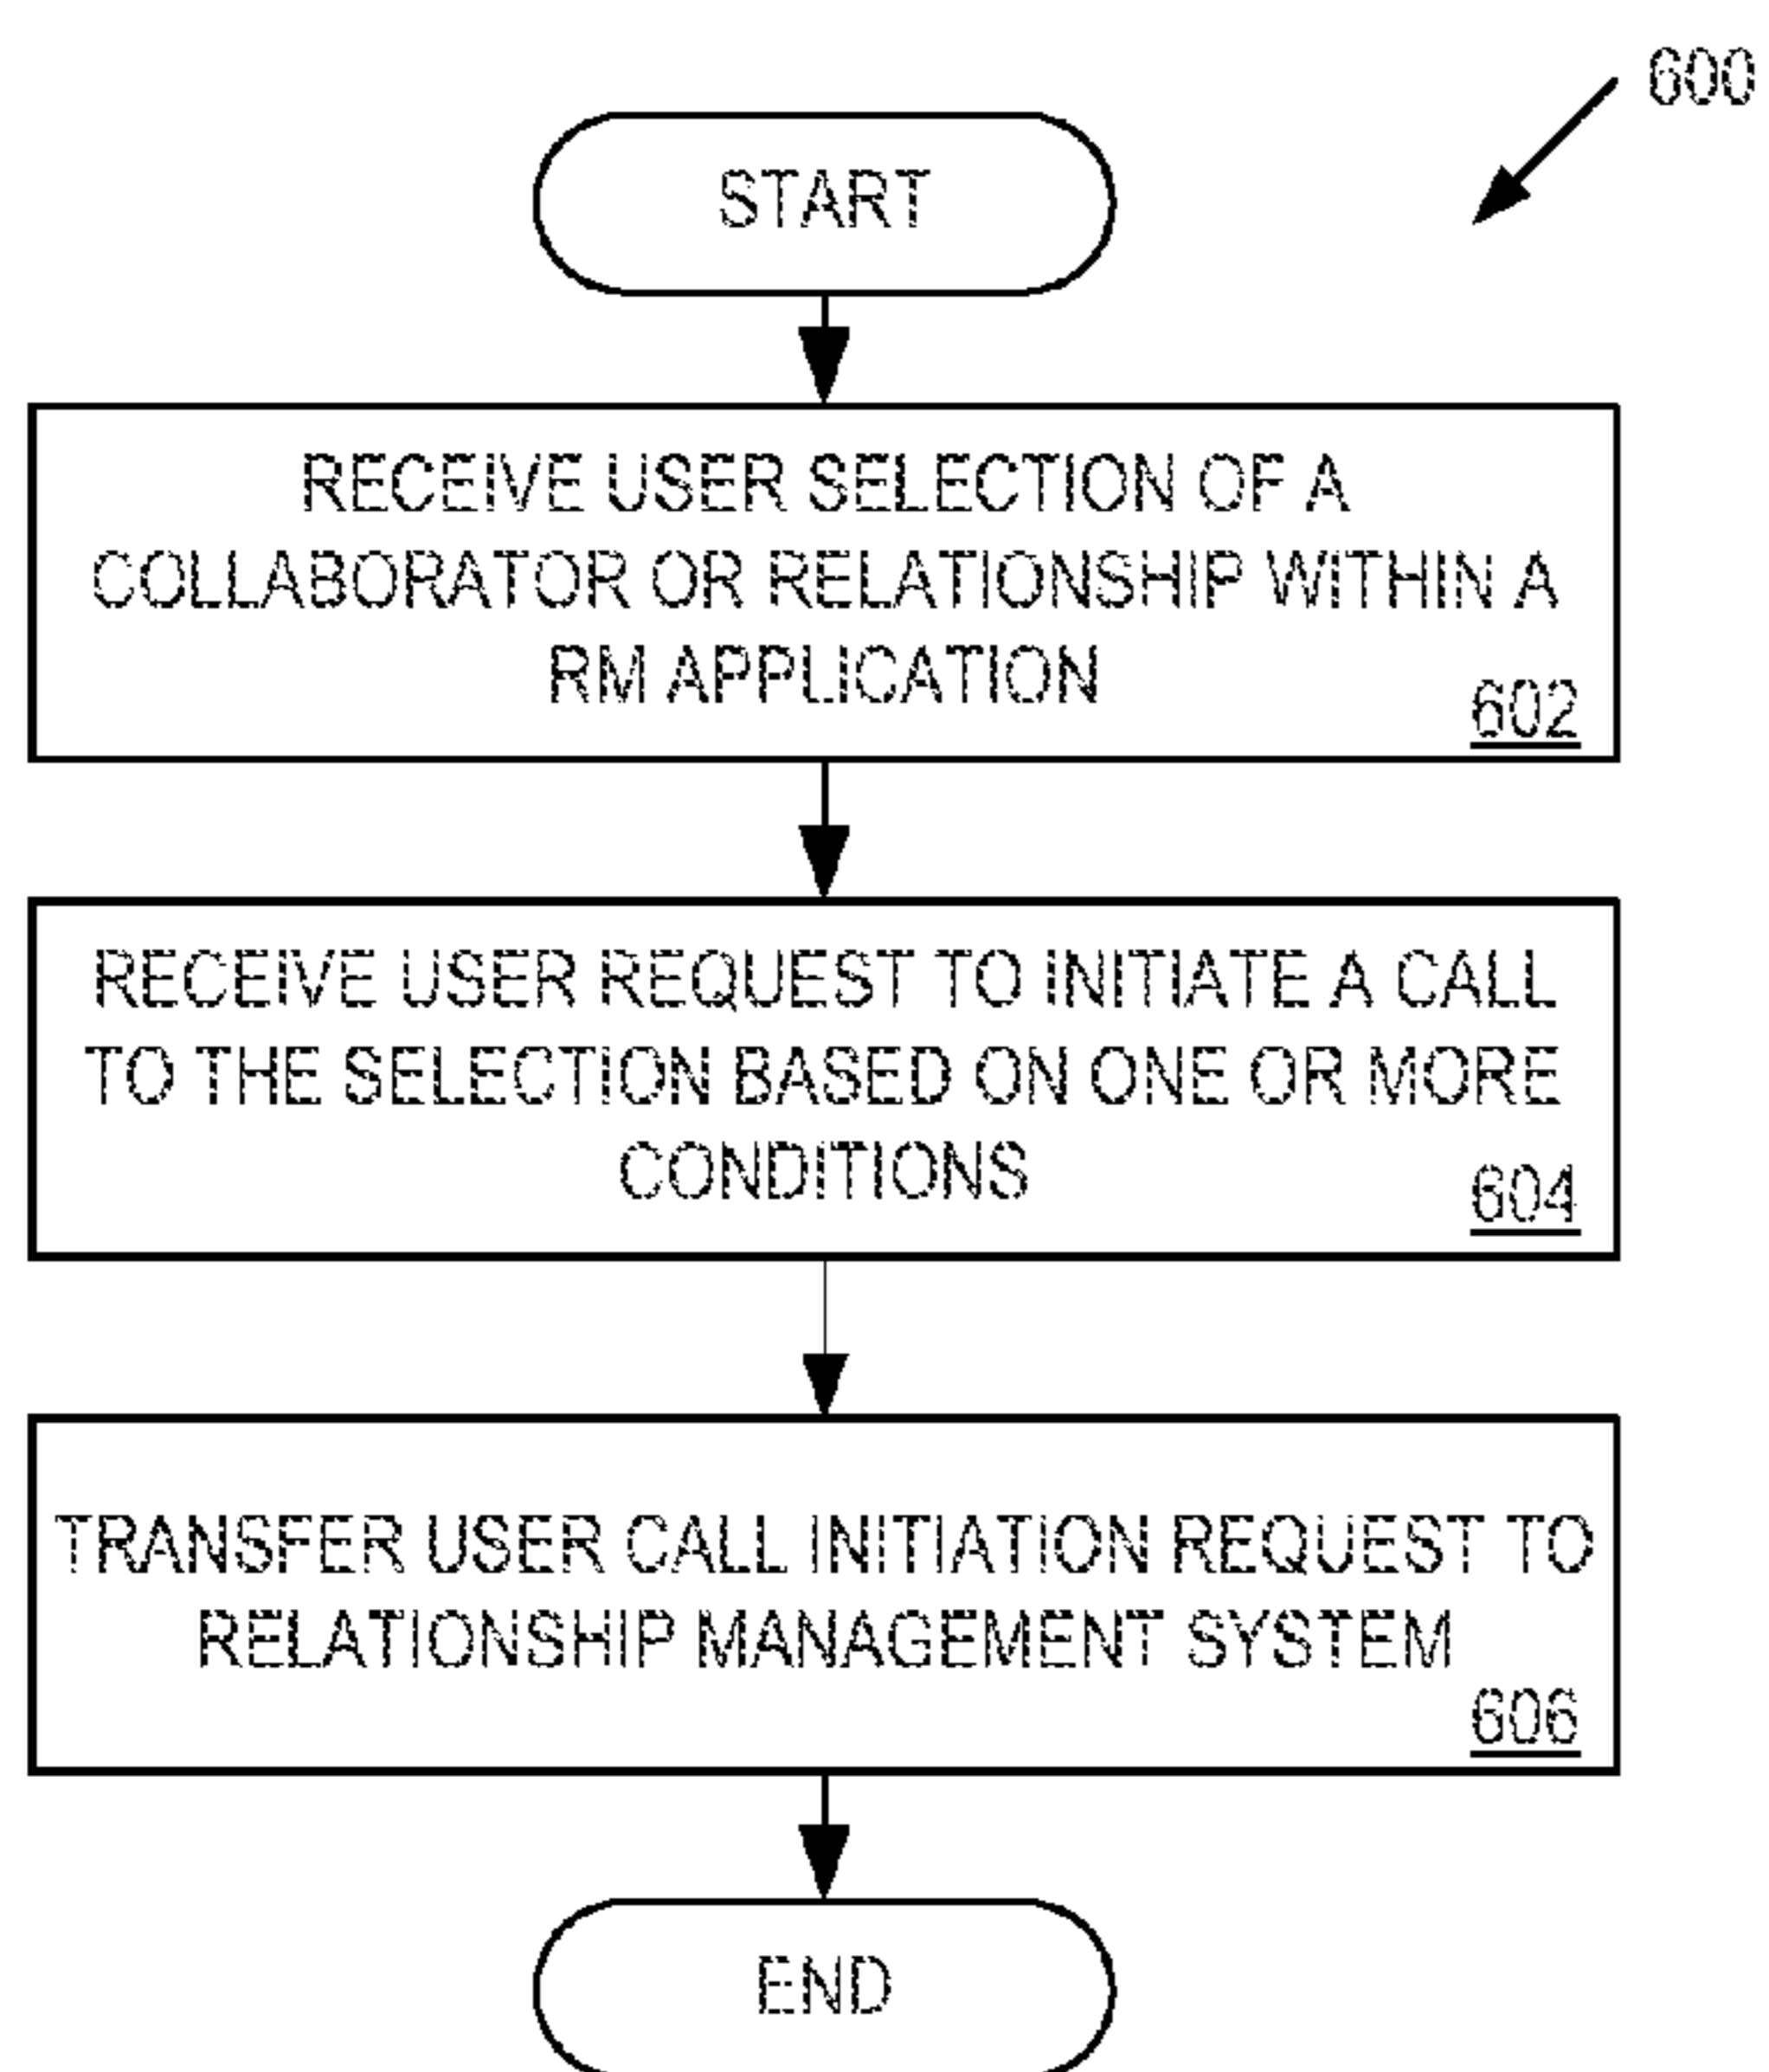 600
START
RECEIVE USER SELECTION OF A
COLLABORATOR OR RELATIONSHIP WITHIN A
RM APPLICATION
602
RECEIVE USER REQUEST TO INITIATE A CALL
TO THE SELECTION BASED ON ONE OR MORE
CONDITIONS
604
TRANSFER USER CALL INITIATION REQUEST TO
RELATIONSHIP MANAGEMENT SYSTEM
606
END